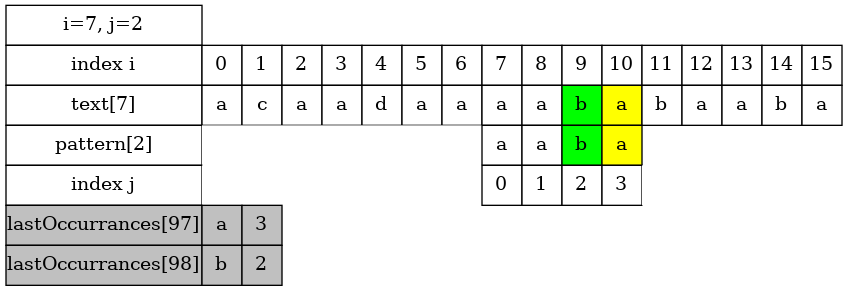 i=7, j=2
index i 0 1 2 3 4 5 6 7 8 9 10 11 12 13 14 15
text[7] a c a a d a a a a b a b a a b a
pattern[2] a a b a
index j 0 1 2 3
lastOccurrances[97] a 3
lastOccurrances[98] b 2